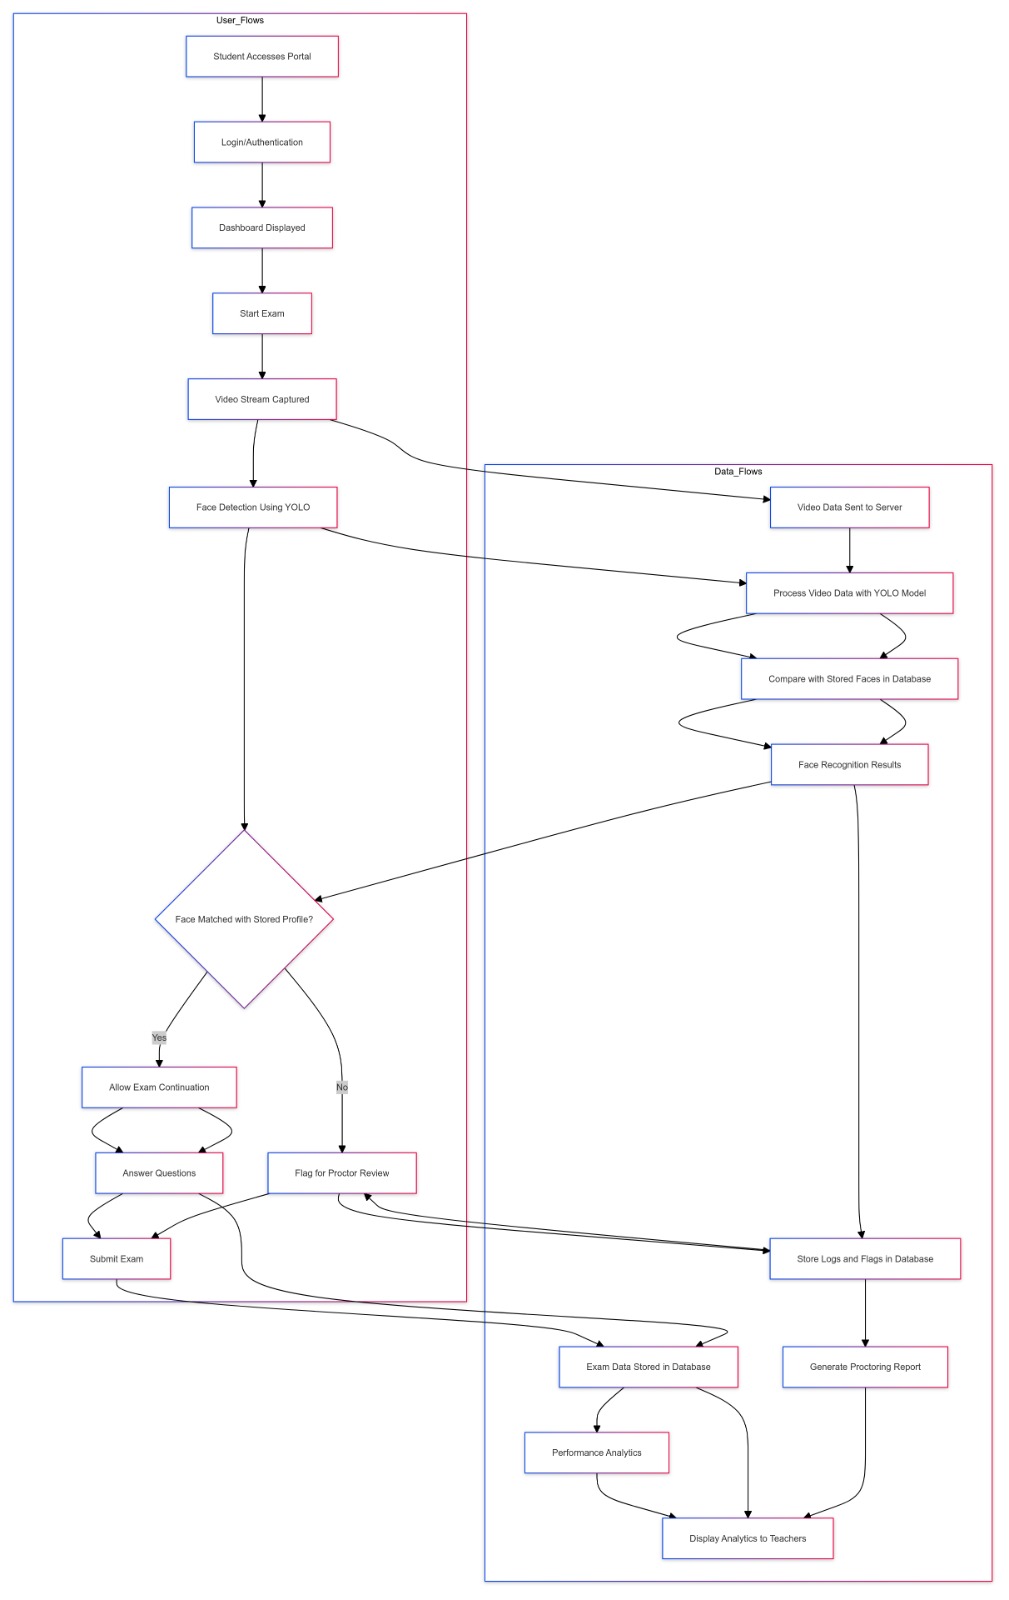 User_Flows
Student Accesses Portal
Login/Authentication
Dashboard Displayed
Start Exam
Video Stream Captured
Data_Flows
Face Detection Using YOLO
Video Data Sent to Server
Process Video Data with YOLO Model
Compare with Stored Faces in Database
Face Recognition Results
Face Matched with Stored Profile?
Yes
No
Allow Exam Continuation
Answer Questions
Flag for Proctor Review
Submit Exam
Store Logs and Flags in Database
Exam Data Stored in Database
Generate Proctoring Report
Performance Analytics
Display Analytics to Teachers